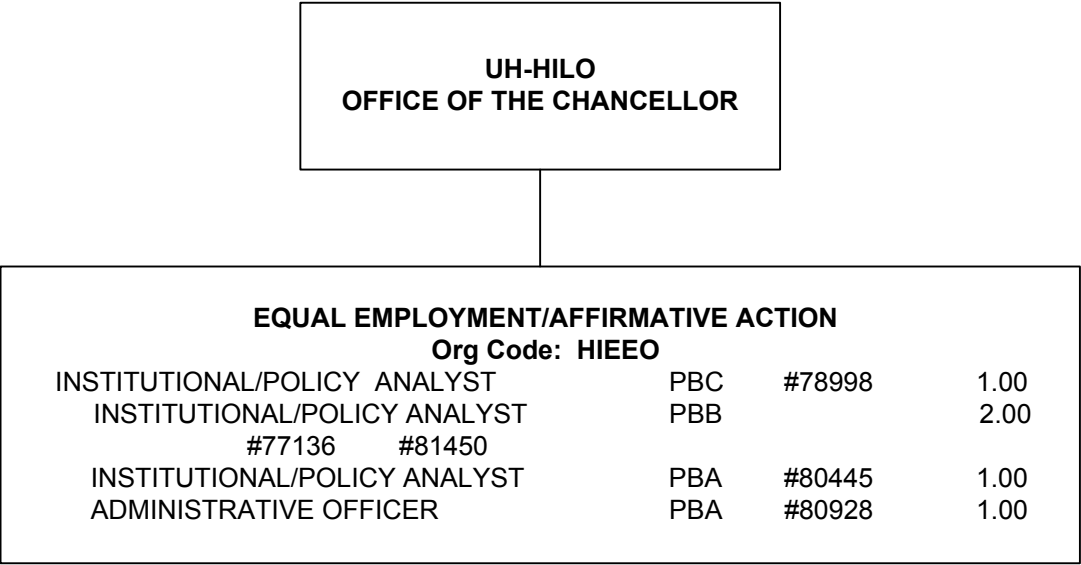 UH-HILO
OFFICE OF THE CHANCELLOR
EQUAL EMPLOYMENT/AFFIRMATIVE ACTION
Org Code: HIEEO
INSTITUTIONAL/POLICY ANALYST PBC #78998 1.00
INSTITUTIONAL/POLICY ANALYST PBB 2.00
#77136 #81450
INSTITUTIONAL/POLICY ANALYST PBA #80445 1.00
ADMINISTRATIVE OFFICER PBA #80928 1.00